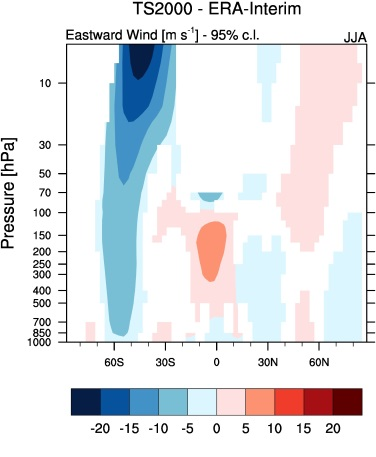 TS2000 - ERA-Interim
Eastward Wind [m s⁻¹] - 95% c.l. JJA
Pressure [hPa]
10
30
50
70
100
150
200
250
300
400
500
700
850
1000
60S 30S 0 30N 60N
-20 -15 -10 -5 0 5 10 15 20